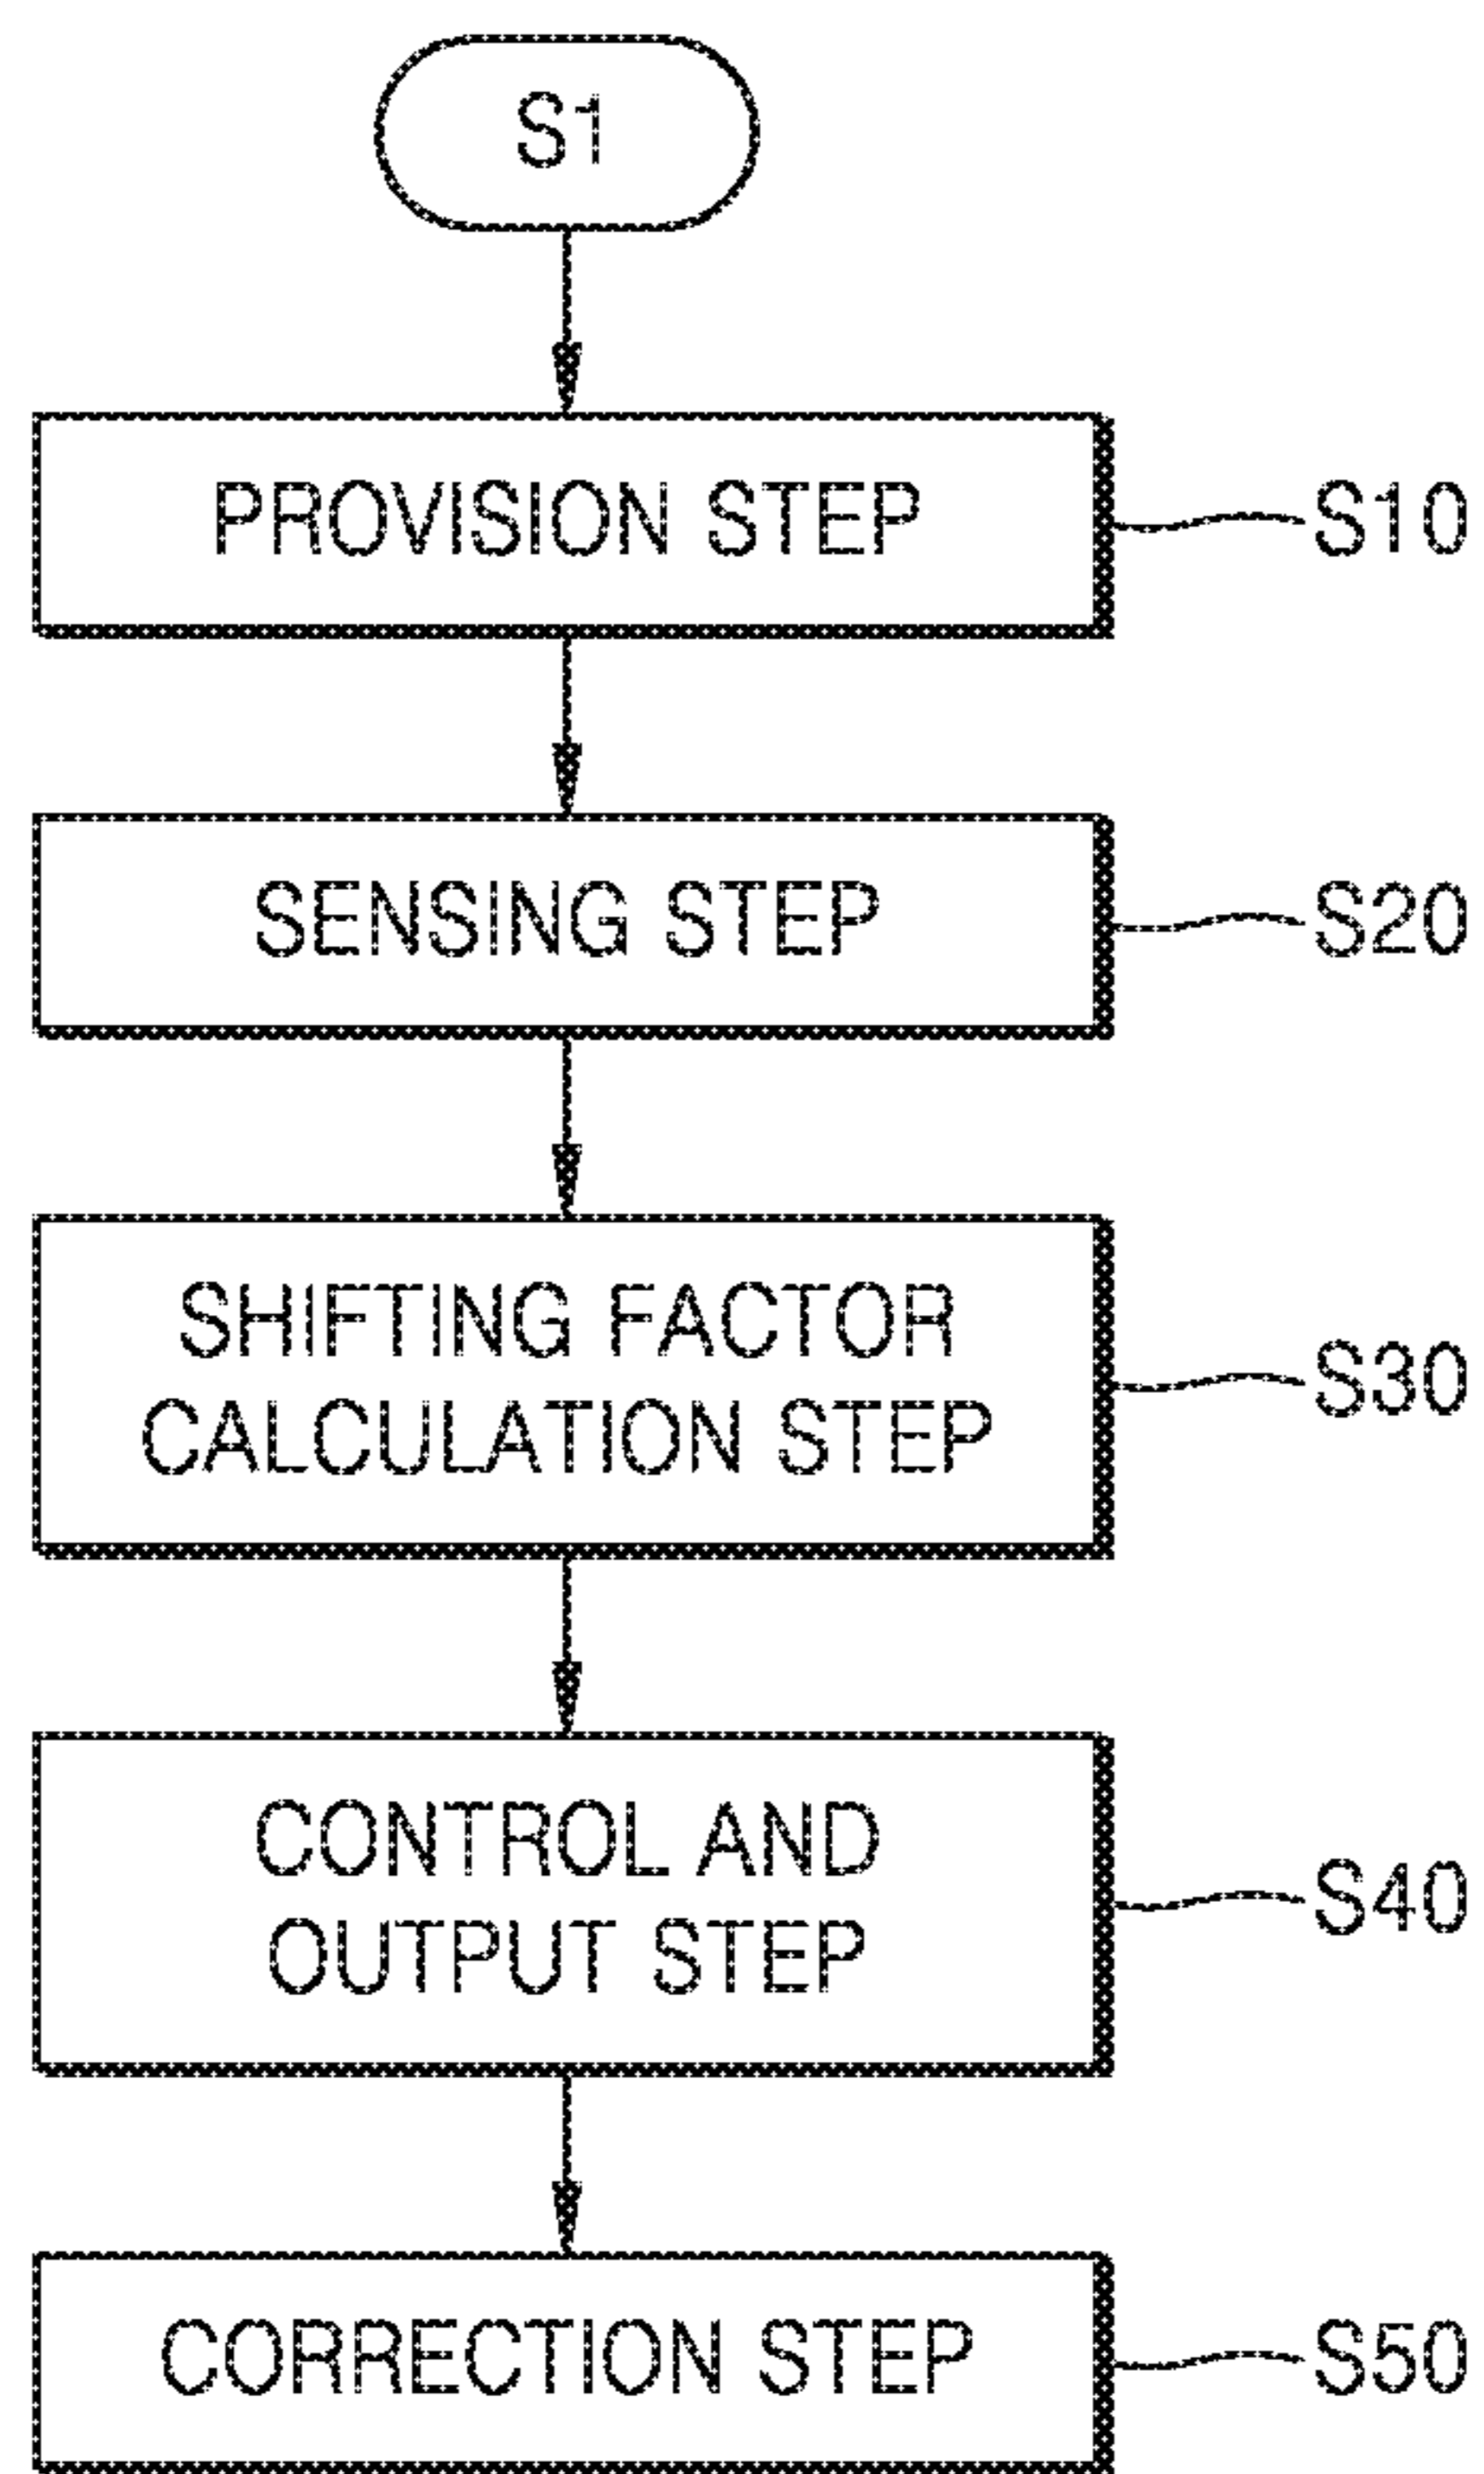 S1
PROVISION STEP
S10
SENSING STEP
S20
SHIFTING FACTOR
CALCULATION STEP
S30
CONTROL AND
OUTPUT STEP
S40
CORRECTION STEP
S50